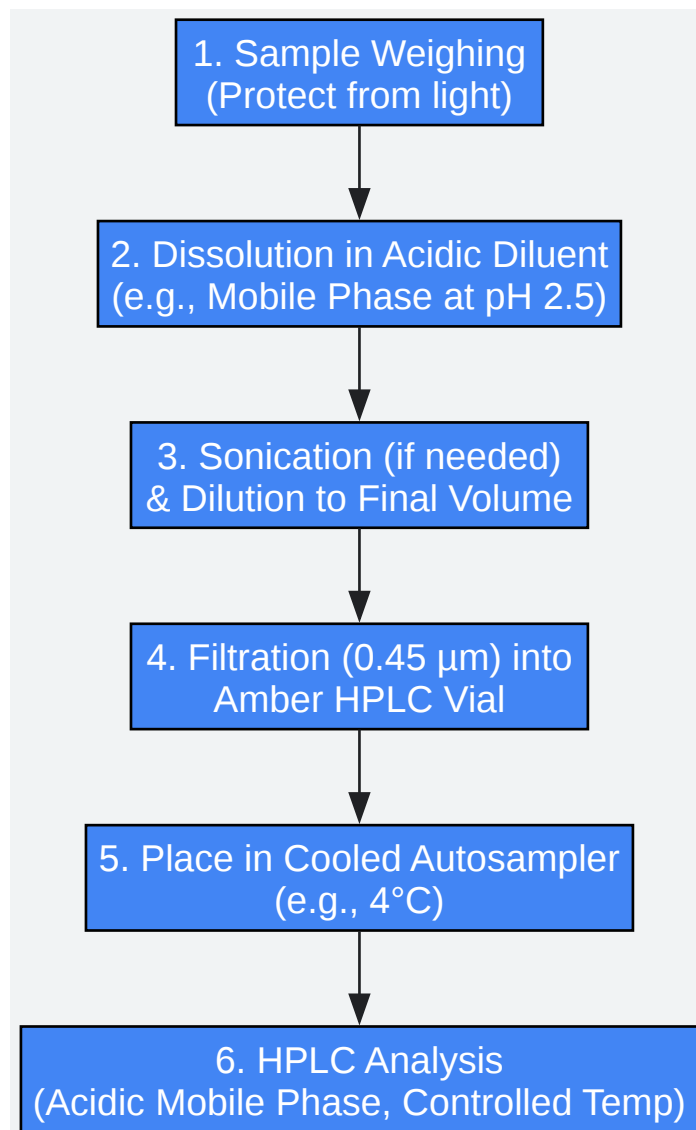 1. Sample Weighing
(Protect from light)
2. Dissolution in Acidic Diluent
(e.g., Mobile Phase at pH 2.5)
3. Sonication (if needed)
& Dilution to Final Volume
4. Filtration (0.45 µm) into
Amber HPLC Vial
5. Place in Cooled Autosampler
(e.g., 4°C)
6. HPLC Analysis
(Acidic Mobile Phase, Controlled Temp)